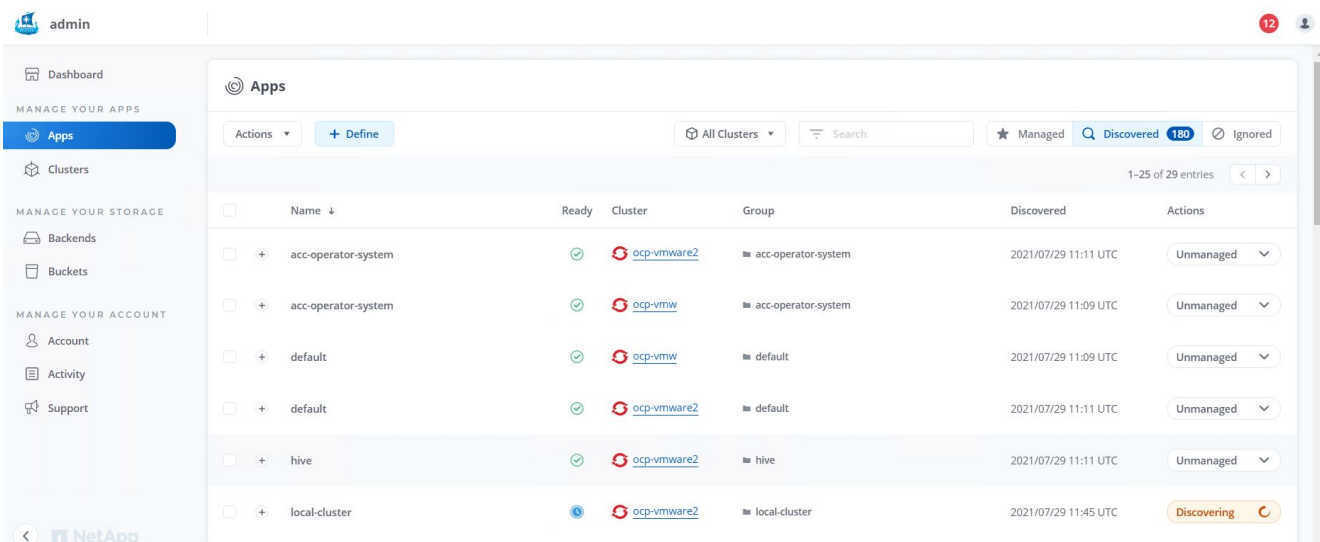 admin
12
Dashboard
MANAGE YOUR APPS
Apps
Clusters
MANAGE YOUR STORAGE
Backends
Buckets
MANAGE YOUR ACCOUNT
Account
Activity
Support
NetApp
Apps
Actions + Define All Clusters Search Managed Discovered 180 Ignored
1–25 of 29 entries < >
Name ↓ Ready Cluster Group Discovered Actions
+ acc-operator-system ocp-vmware2 acc-operator-system 2021/07/29 11:11 UTC Unmanaged
+ acc-operator-system ocp-vmw acc-operator-system 2021/07/29 11:09 UTC Unmanaged
+ default ocp-vmw default 2021/07/29 11:09 UTC Unmanaged
+ default ocp-vmware2 default 2021/07/29 11:11 UTC Unmanaged
+ hive ocp-vmware2 hive 2021/07/29 11:11 UTC Unmanaged
+ local-cluster ocp-vmware2 local-cluster 2021/07/29 11:45 UTC Discovering